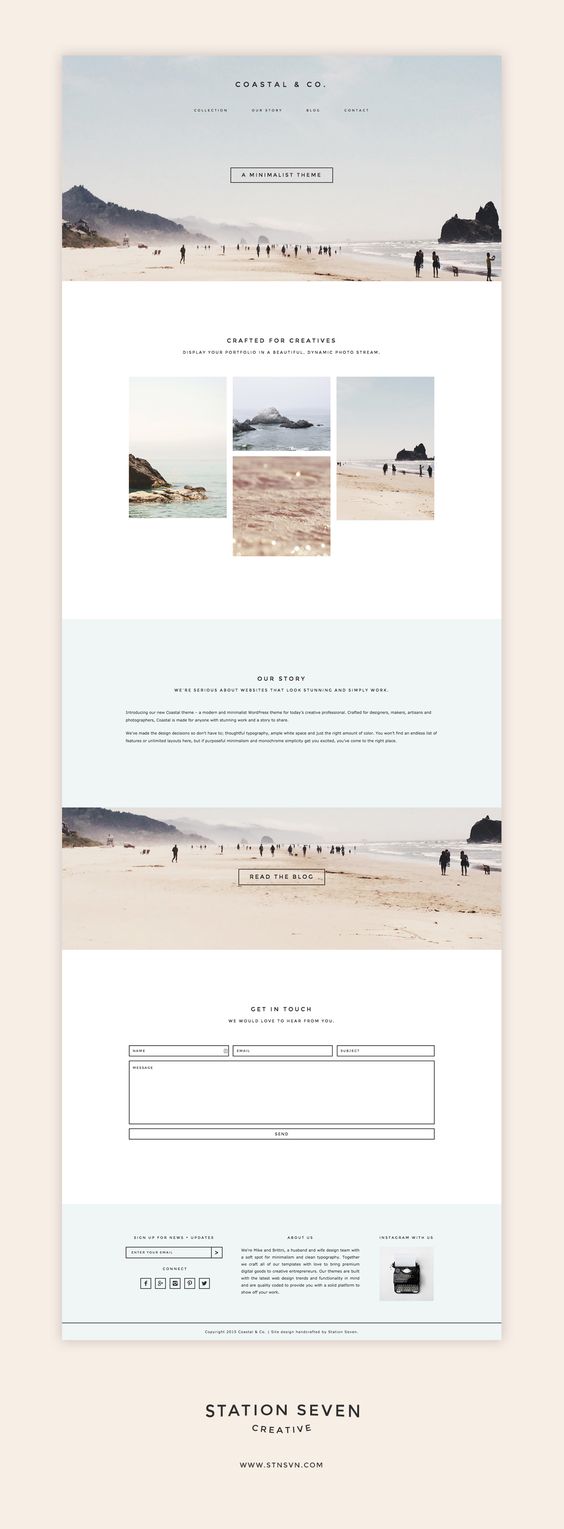 COASTAL & CO.
COLLECTION OUR STORY BLOG CONTACT
A MINIMALIST THEME
CRAFTED FOR CREATIVES
DISPLAY YOUR PORTFOLIO IN A BEAUTIFUL, DYNAMIC PHOTO STREAM.
OUR STORY
WE'RE SERIOUS ABOUT WEBSITES THAT LOOK STUNNING AND SIMPLY WORK.
Introducing our new Coastal theme – a modern and minimalist WordPress theme for today's creative professional. Crafted for designers, makers, artisans and
photographers, Coastal is made for anyone with stunning work and a story to share.
We've made the design decisions so don't have to; thoughtful typography, ample white space and just the right amount of color. You won't find an endless list of
features or unlimited layouts here, but if purposeful minimalism and monochrome simplicity get you excited, you've come to the right place.
READ THE BLOG
GET IN TOUCH
WE WOULD LOVE TO HEAR FROM YOU.
NAME EMAIL SUBJECT
MESSAGE
SEND
SIGN UP FOR NEWS + UPDATES
ENTER YOUR EMAIL >
CONNECT
ABOUT US
We're Mike and Brittni, a husband and wife design team with
a soft spot for minimalism and clean typography. Together
we craft all of our templates with love to bring premium
digital goods to creative entrepreneurs. Our themes are built
with the latest web design trends and functionality in mind
and are quality coded to provide you with a solid platform to
show off your work.
INSTAGRAM WITH US
Copyright 2015 Coastal & Co. | Site design handcrafted by Station Seven.
STATION SEVEN
CREATIVE
WWW.STNSVN.COM